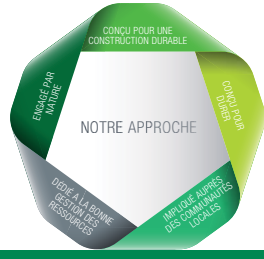 CONÇU POUR UNE
CONSTRUCTION DURABLE
CONÇU POUR
DURER
IMPLIQUÉ AUPRÈS
DES COMMUNAUTÉS
LOCALES
DÉDIÉ À LA BONNE
GESTION DES
RESSOURCES
ENGAGÉ PAR
NATURE
NOTRE APPROCHE